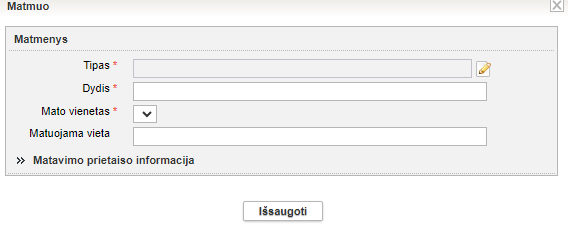 Matmuo
Matmenys
Tipas *
Dydis *
Mato vienetas *
Matuojama vieta
Matavimo prietaiso informacija
Išsaugoti